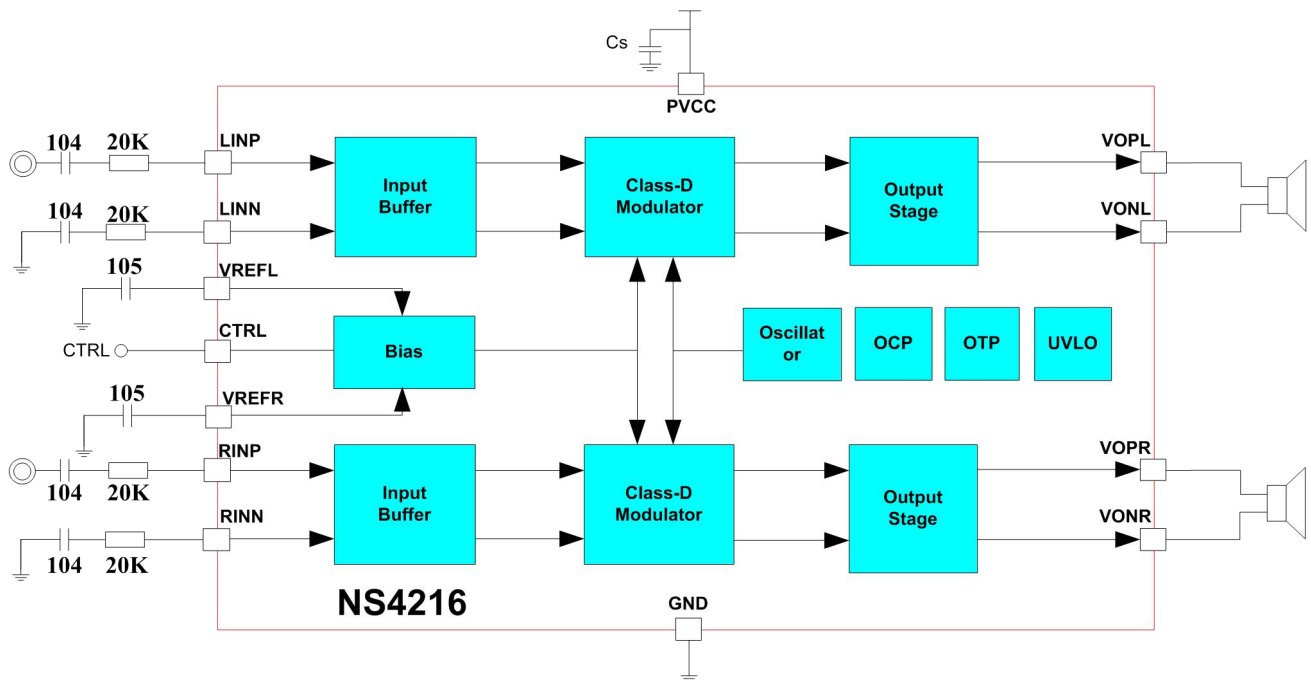 Cs
PVCC
104
20K
LINP
VOPL
Input
Buffer
Class-D
Modulator
Output
Stage
104
20K
LINN
VONL
105
VREFL
CTRL
CTRL
Bias
Oscillat
or
OCP
OTP
UVLO
105
VREFR
RINP
VOPR
104
20K
Input
Buffer
Class-D
Modulator
Output
Stage
RINN
VONR
104
20K
NS4216
GND